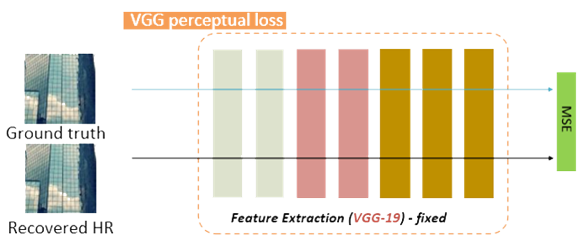 VGG perceptual loss
Ground truth
Recovered HR
MSE
Feature Extraction (VGG-19) - fixed